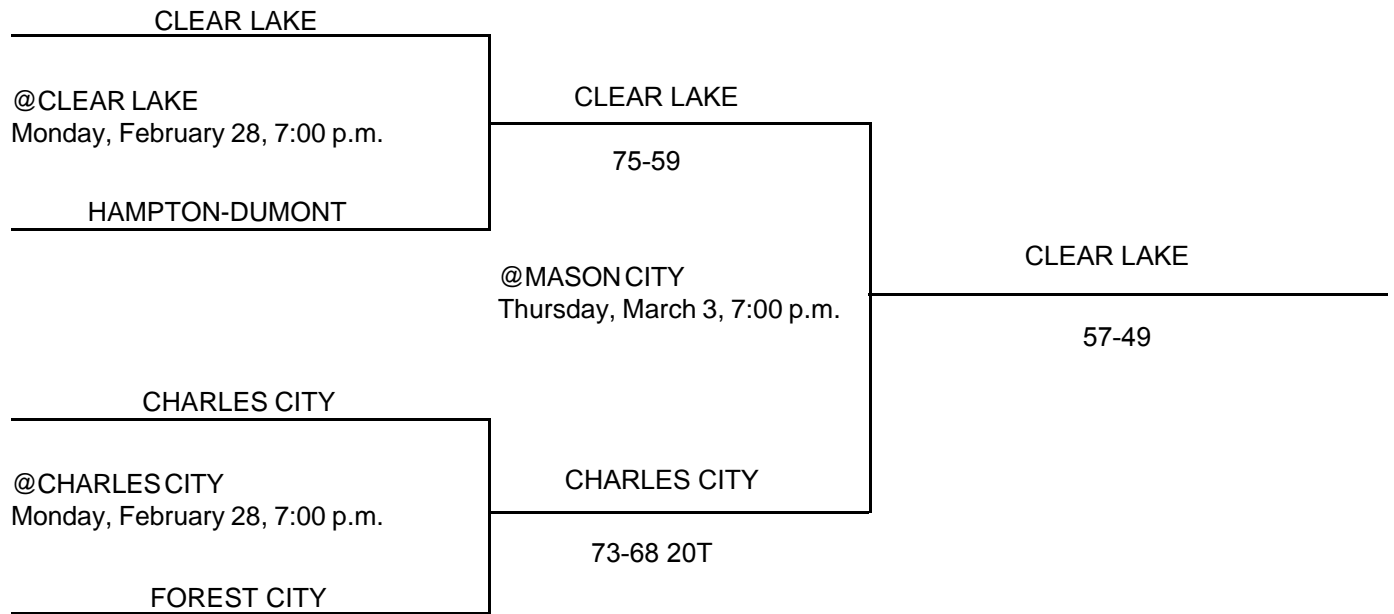 CLEAR LAKE
@CLEAR LAKE
Monday, February 28, 7:00 p.m.
HAMPTON-DUMONT
CLEAR LAKE
75-59
@MASON CITY
Thursday, March 3, 7:00 p.m.
CLEAR LAKE
57-49
CHARLES CITY
@CHARLES CITY
Monday, February 28, 7:00 p.m.
FOREST CITY
CHARLES CITY
73-68 20T